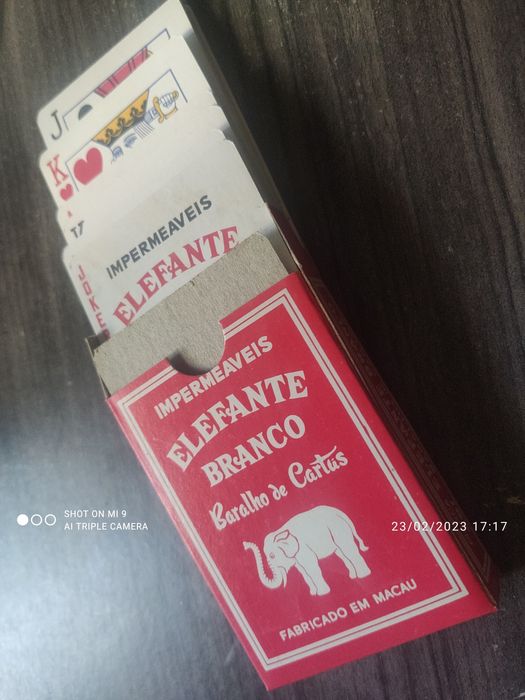 J
K
JOKE
IMPERMEAVEIS
ELEFANTE
IMPERMEAVEIS
ELEFANTE
BRANCO
Baralho de Cartas
FABRICADO EM MACAU
SHOT ON MI 9
AI TRIPLE CAMERA
23/02/2023 17:17